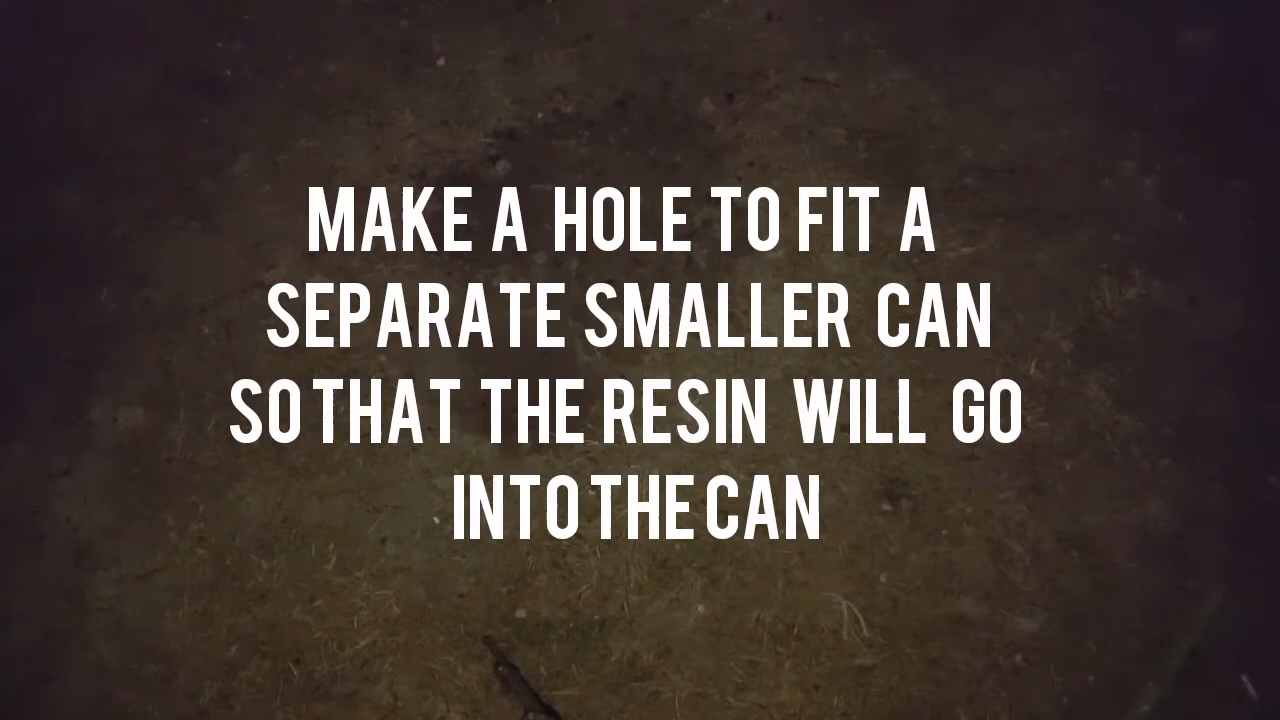 MAKE A HOLE TO FIT A
SEPARATE SMALLER CAN
SO THAT THE RESIN WILL GO
INTO THE CAN